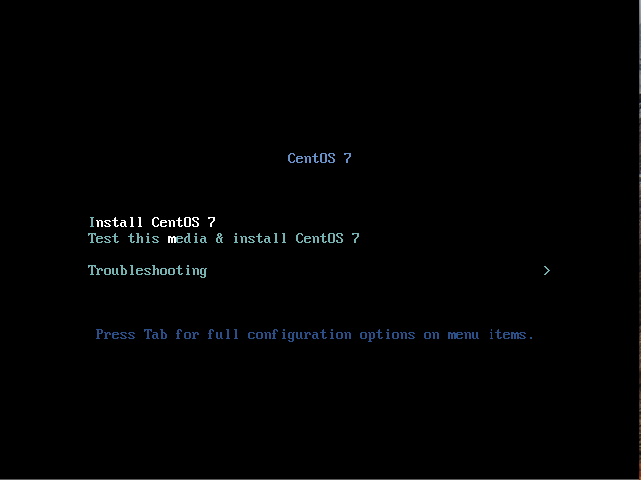 CentOS 7
Install CentOS 7
Test this media & install CentOS 7
Troubleshooting >
Press Tab for full configuration options on menu items.